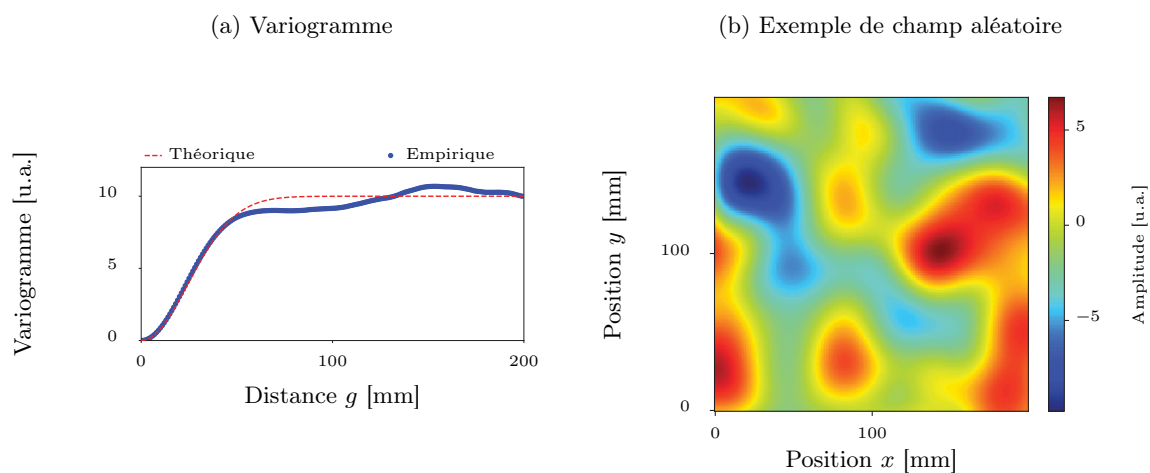 (a) Variogramme
Théorique
Empirique
10
5
0
0
100
200
Variogramme [u.a.]
Distance g [mm]
(b) Exemple de champ aléatoire
100
0
0
100
Position y [mm]
Position x [mm]
5
0
−5
Amplitude [u.a.]